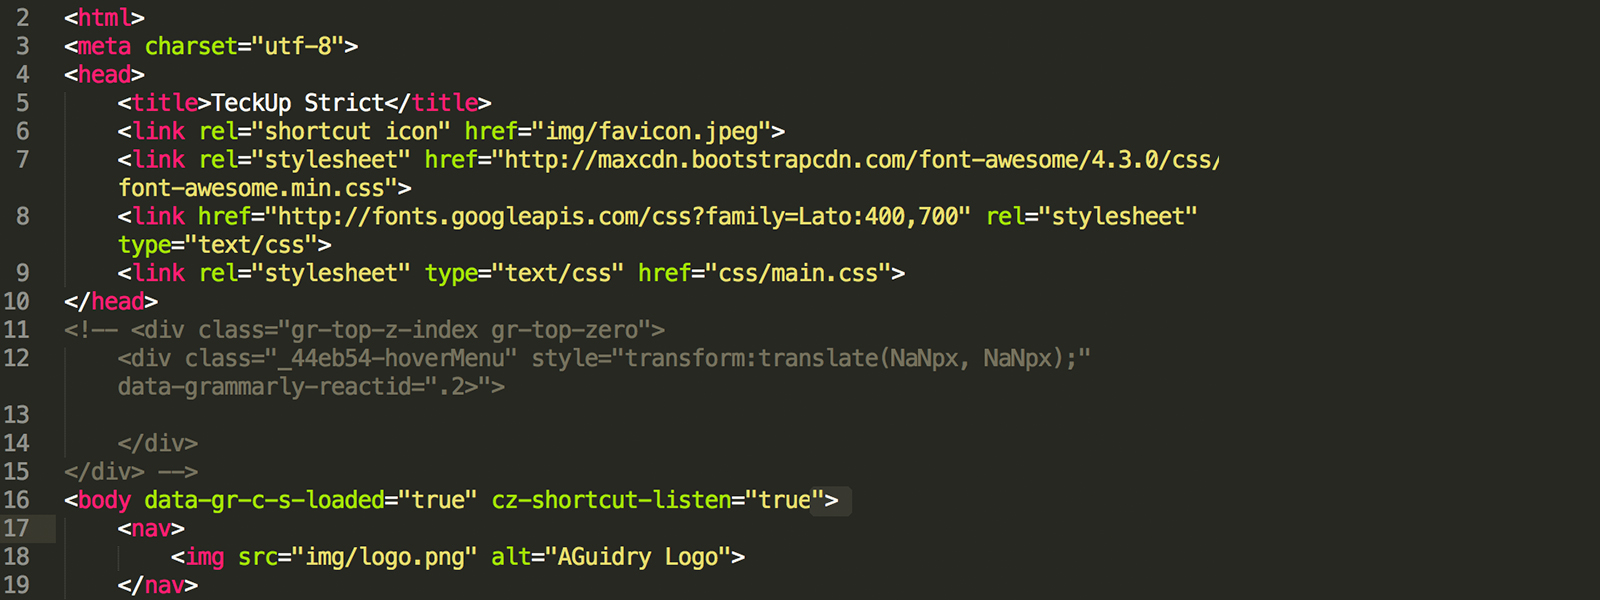 2 <html>
3 <meta charset="utf-8">
4 <head>
5 <title>TeckUp Strict</title>
6 <link rel="shortcut icon" href="img/favicon.jpeg">
7 <link rel="stylesheet" href="http://maxcdn.bootstrapcdn.com/font-awesome/4.3.0/css/
font-awesome.min.css">
8 <link href="http://fonts.googleapis.com/css?family=Lato:400,700" rel="stylesheet"
type="text/css">
9 <link rel="stylesheet" type="text/css" href="css/main.css">
10 </head>
11 <!-- <div class="gr-top-z-index gr-top-zero">
12 <div class="_44eb54-hoverMenu" style="transform:translate(NaNpx, NaNpx);"
data-grammarly-reactid=".2>">
13
14 </div>
15 </div> -->
16 <body data-gr-c-s-loaded="true" cz-shortcut-listen="true">
17 <nav>
18 <img src="img/logo.png" alt="AGuidry Logo">
19 </nav>